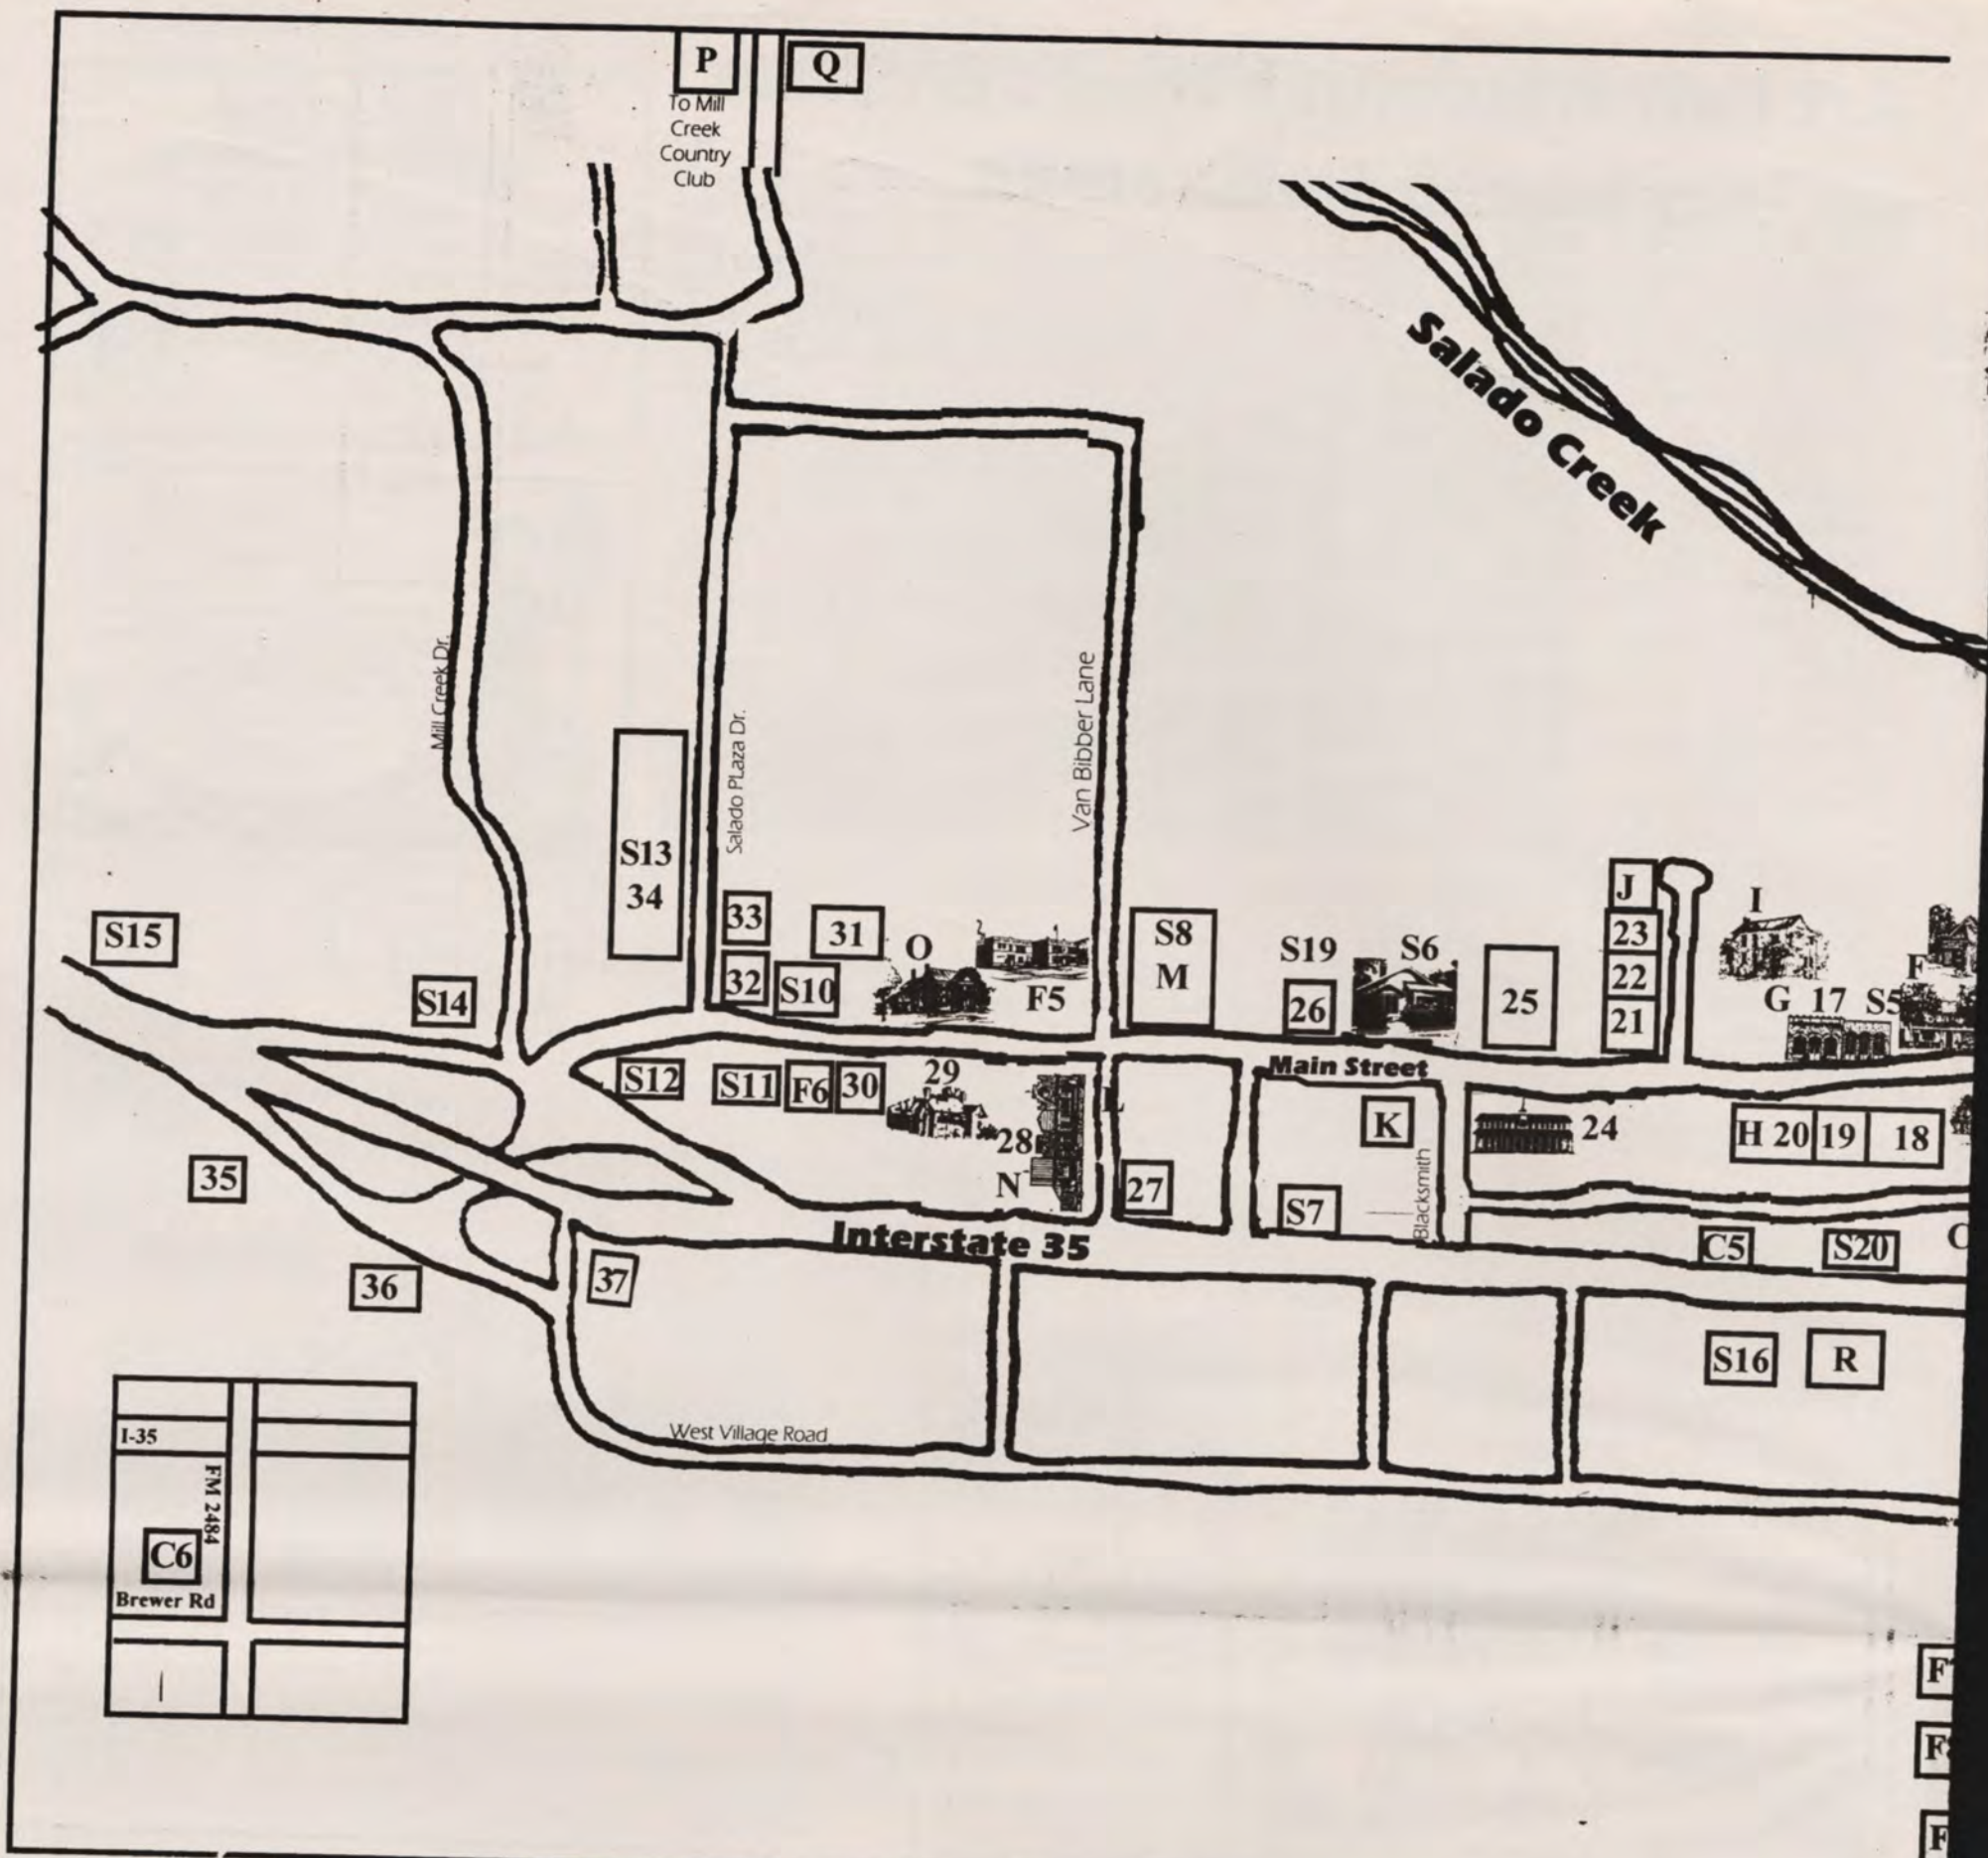 P
Q
To Mill
Creek
Country
Club
Salado Creek
Mill Creek Dr.
Salado PLaza Dr.
Van Bibber Lane
S13
34
S15
S14
33
32
S10
31
O
F5
S8
M
S19
26
S6
25
J
23
22
21
I
G 17 S5
F
Main Street
S12
S11
F6
30
29
28
N
L
27
K
S7
Blacksmith
24
H 20
19
18
35
36
37
Interstate 35
C5
S20
S16
R
West Village Road
I-35
FM 2484
C6
Brewer Rd